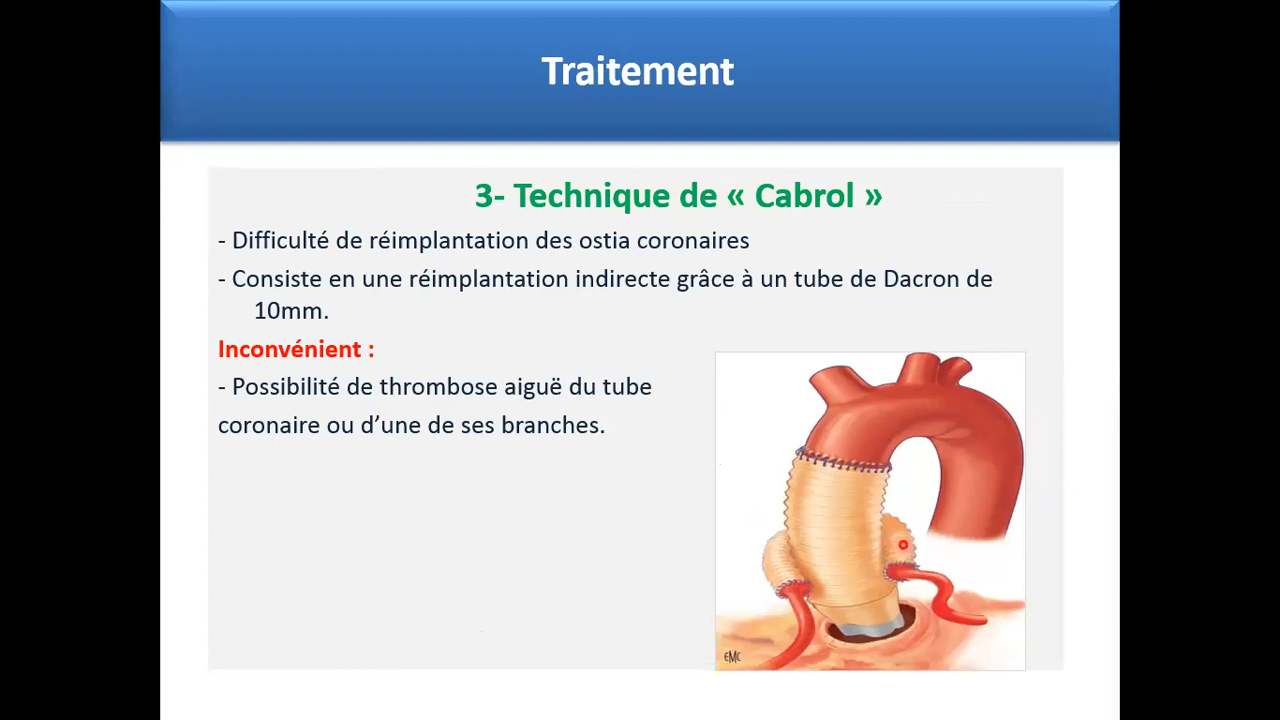 Traitement
3- Technique de « Cabrol »
- Difficulté de réimplantation des ostia coronaires
- Consiste en une réimplantation indirecte grâce à un tube de Dacron de
10mm.
Inconvénient :
- Possibilité de thrombose aiguë du tube
coronaire ou d’une de ses branches.
EMC